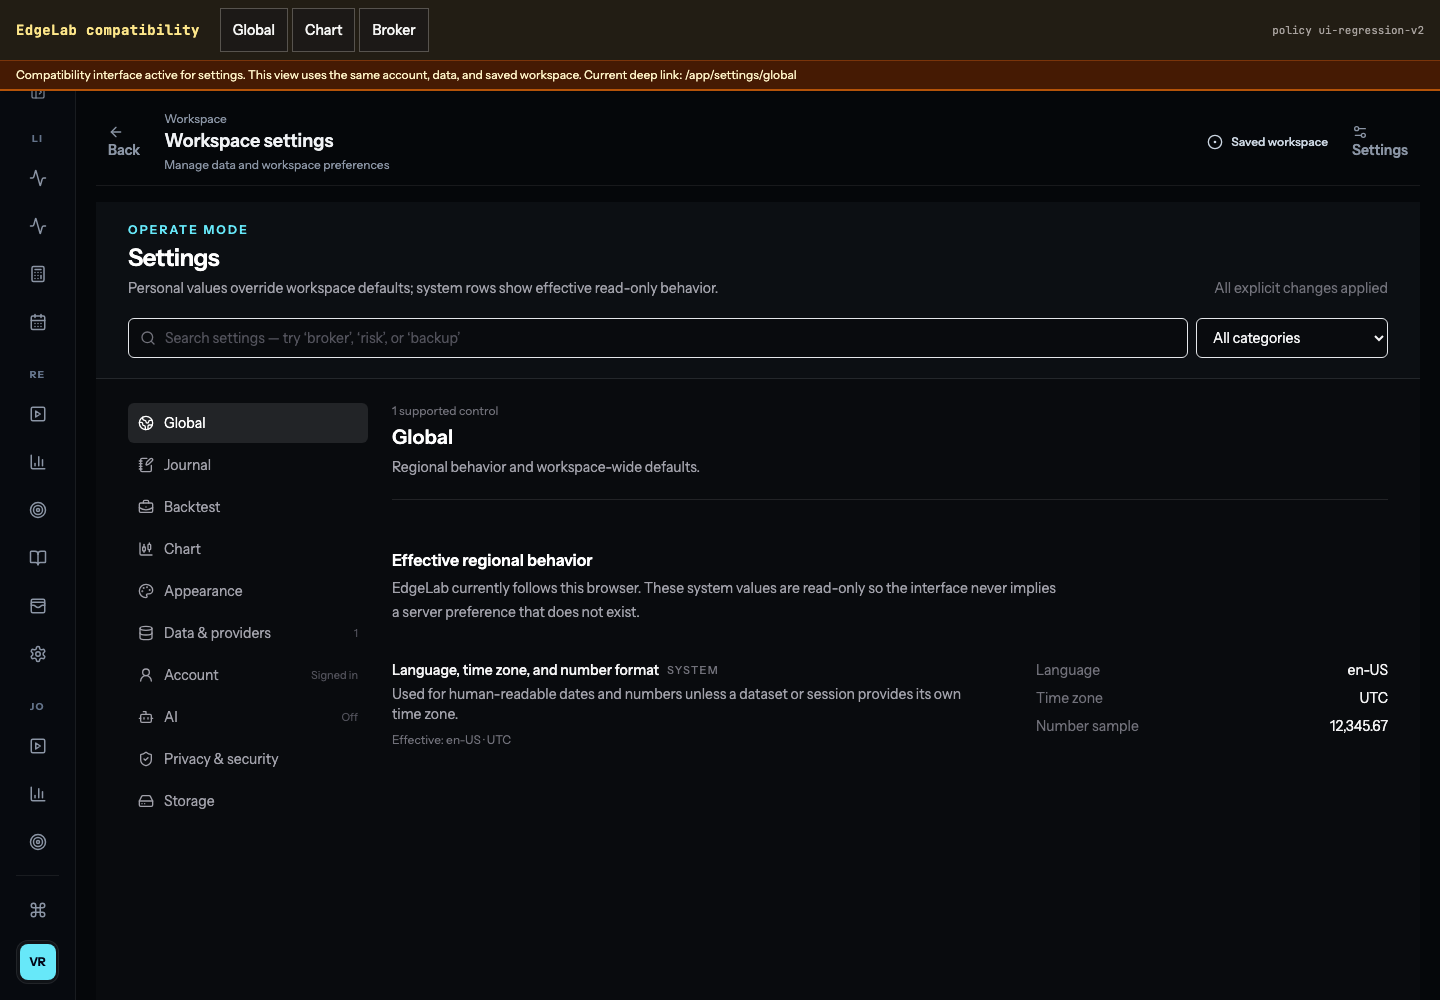 EdgeLab compatibility
Global
Chart
Broker
policy ui-regression-v2
Compatibility interface active for settings. This view uses the same account, data, and saved workspace. Current deep link: /app/settings/global
LI
RE
JO
VR
Back
Workspace
Workspace settings
Manage data and workspace preferences
Saved workspace
Settings
OPERATE MODE
Settings
Personal values override workspace defaults; system rows show effective read-only behavior.
All explicit changes applied
Search settings — try 'broker', 'risk', or 'backup'
All categories
Global
Journal
Backtest
Chart
Appearance
Data & providers 1
Account Signed in
AI Off
Privacy & security
Storage
1 supported control
Global
Regional behavior and workspace-wide defaults.
Effective regional behavior
EdgeLab currently follows this browser. These system values are read-only so the interface never implies
a server preference that does not exist.
Language, time zone, and number format SYSTEM
Used for human-readable dates and numbers unless a dataset or session provides its own
time zone.
Effective: en-US · UTC
Language en-US
Time zone UTC
Number sample 12,345.67